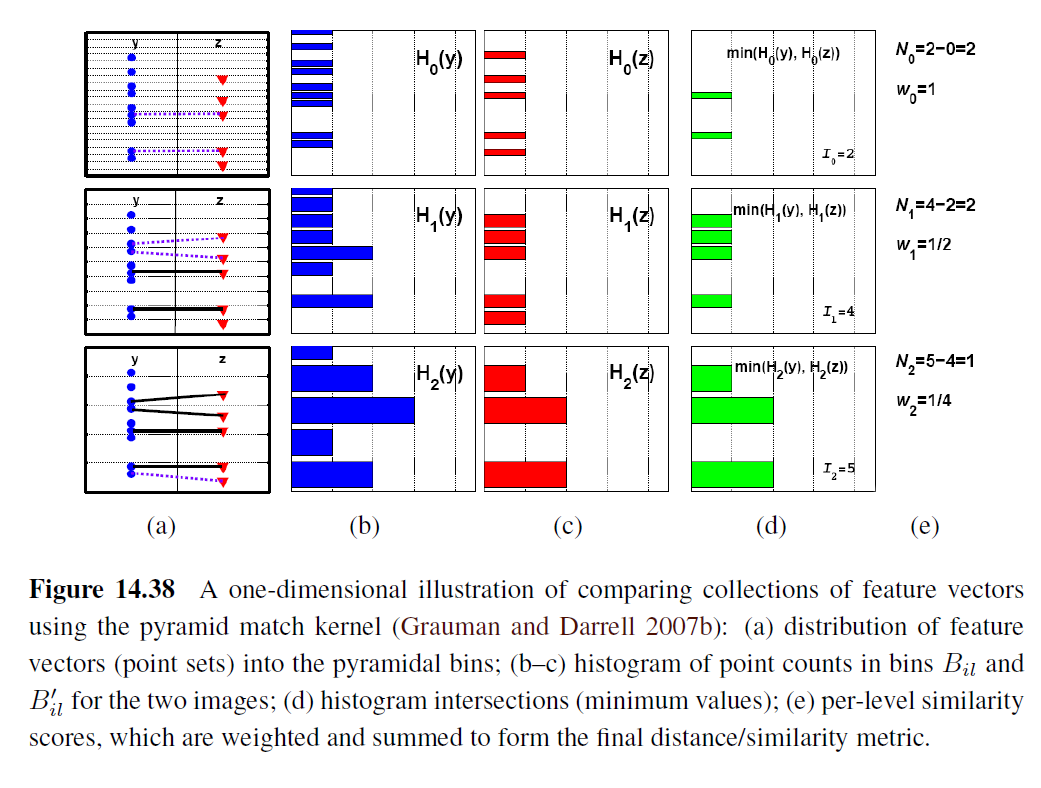 y z
H0(y)
H0(z)
min(H0(y), H0(z))
I0=2
N0=2−0=2
w0=1
y z
H1(y)
H1(z)
min(H1(y), H1(z))
I1=4
N1=4−2=2
w1=1/2
y z
H2(y)
H2(z)
min(H2(y), H2(z))
I2=5
N2=5−4=1
w2=1/4
(a) (b) (c) (d) (e)
Figure 14.38 A one-dimensional illustration of comparing collections of feature vectors
using the pyramid match kernel (Grauman and Darrell 2007b): (a) distribution of feature
vectors (point sets) into the pyramidal bins; (b–c) histogram of point counts in bins Bil and
B′il for the two images; (d) histogram intersections (minimum values); (e) per-level similarity
scores, which are weighted and summed to form the final distance/similarity metric.